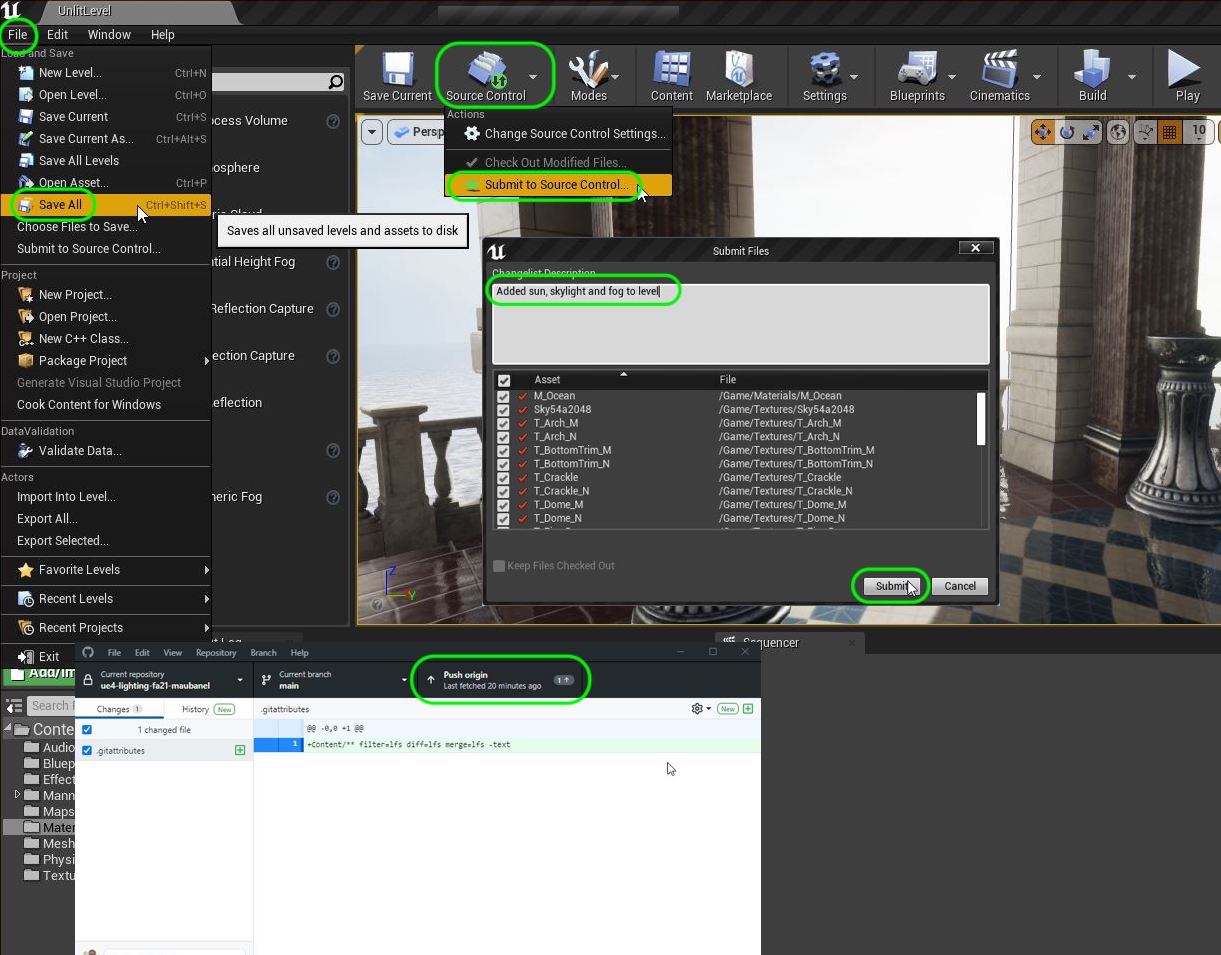 UnlitLevel
File Edit Window Help
Load and Save
New Level... Ctrl+N
Open Level... Ctrl+O
Save Current Ctrl+S
Save Current As... Ctrl+Alt+S
Save All Levels
Open Asset... Ctrl+P
Save All Ctrl+Shift+S
Choose Files to Save...
Submit to Source Control...
Project
New Project...
Open Project...
New C++ Class...
Package Project
Generate Visual Studio Project
Cook Content for Windows
DataValidation
Validate Data...
Actors
Import Into Level...
Export All...
Export Selected...
Favorite Levels
Recent Levels
Recent Projects
Exit
Saves all unsaved levels and assets to disk
ocess Volume
osphere
ric Cloud
ntial Height Fog
Reflection Capture
ection Capture
eflection
heric Fog
Save Current
Source Control
Modes
Content
Marketplace
Settings
Blueprints
Cinematics
Build
Play
Persp
10
Actions
Change Source Control Settings...
Check Out Modified Files...
Submit to Source Control...
Submit Files
Changelist Description
Added sun, skylight and fog to level
Asset File
M_Ocean /Game/Materials/M_Ocean
Sky54a2048 /Game/Textures/Sky54a2048
T_Arch_M /Game/Textures/T_Arch_M
T_Arch_N /Game/Textures/T_Arch_N
T_BottomTrim_M /Game/Textures/T_BottomTrim_M
T_BottomTrim_N /Game/Textures/T_BottomTrim_N
T_Crackle /Game/Textures/T_Crackle
T_Crackle_N /Game/Textures/T_Crackle_N
T_Dome_M /Game/Textures/T_Dome_M
T_Dome_N /Game/Textures/T_Dome_N
Keep Files Checked Out
Submit
Cancel
Z
Y
Sequencer
Add/Im
Search F
Conte
Audio
Bluep
Effect
Mann
Maps
Mater
Mesh
Physi
Textu
File Edit View Repository Branch Help
Current repository
ue4-lighting-fa21-maubanel
Current branch
main
Push origin
Last fetched 20 minutes ago
1
Changes 1
History New
.gitattributes
New
1 changed file
.gitattributes
@@ -0,0 +1 @@
1 +Content/** filter=lfs diff=lfs merge=lfs -text